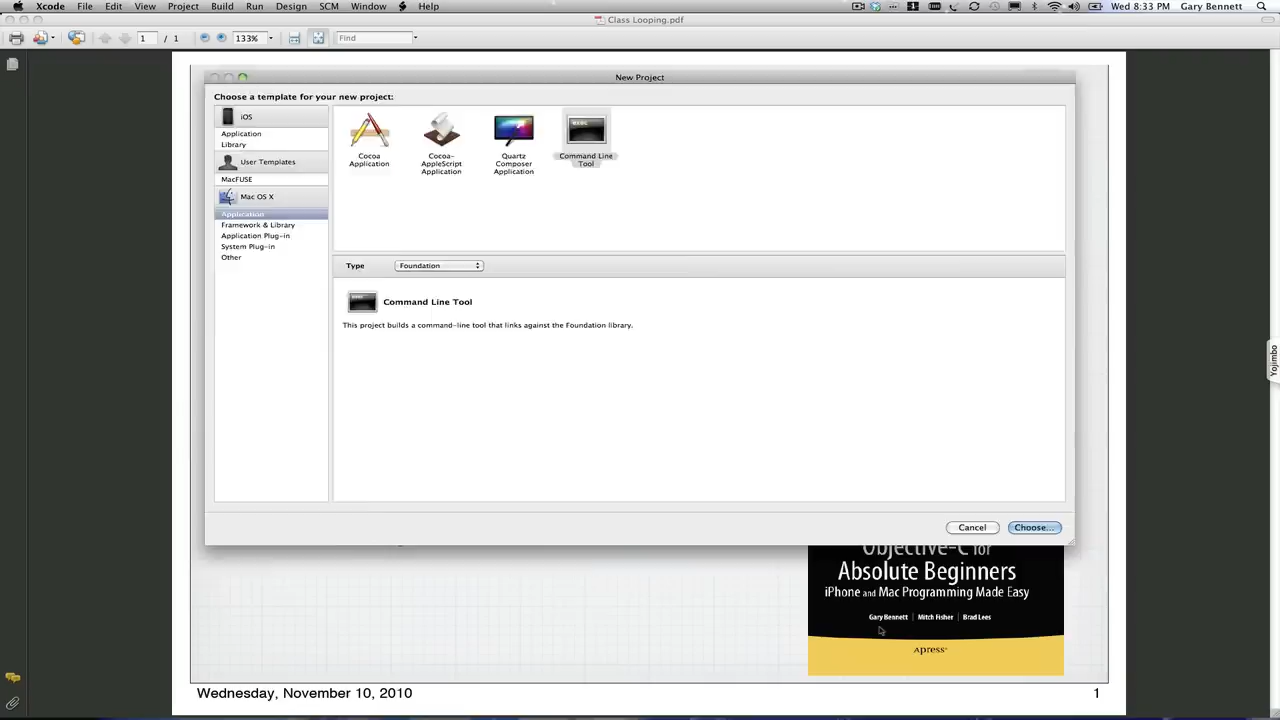 Xcode File Edit View Project Build Run Design SCM Window Help
1 Wed 8:33 PM Gary Bennett
Class Looping.pdf
1 / 1 133% Find
New Project
Choose a template for your new project:
iOS
Application
Library
User Templates
MacFUSE
Mac OS X
Application
Framework & Library
Application Plug-in
System Plug-in
Other
Cocoa
Application
Cocoa-
AppleScript
Application
Quartz
Composer
Application
Command Line
Tool
Type Foundation
Command Line Tool
This project builds a command-line tool that links against the Foundation library.
Cancel Choose...
Yojimbo
Objective-C for
Absolute Beginners
iPhone and Mac Programming Made Easy
Gary Bennett | Mitch Fisher | Brad Lees
Apress®
Wednesday, November 10, 2010 1